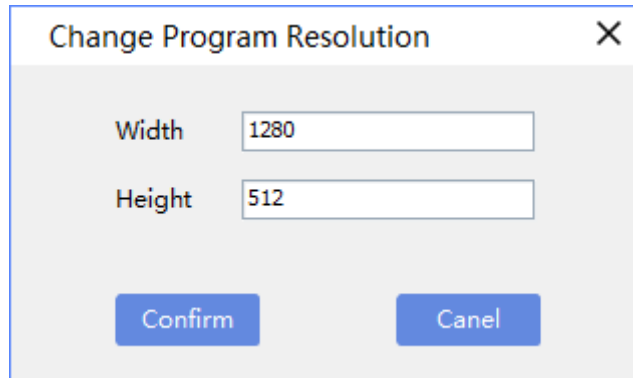 Change Program Resolution
Width 1280
Height 512
Confirm Canel